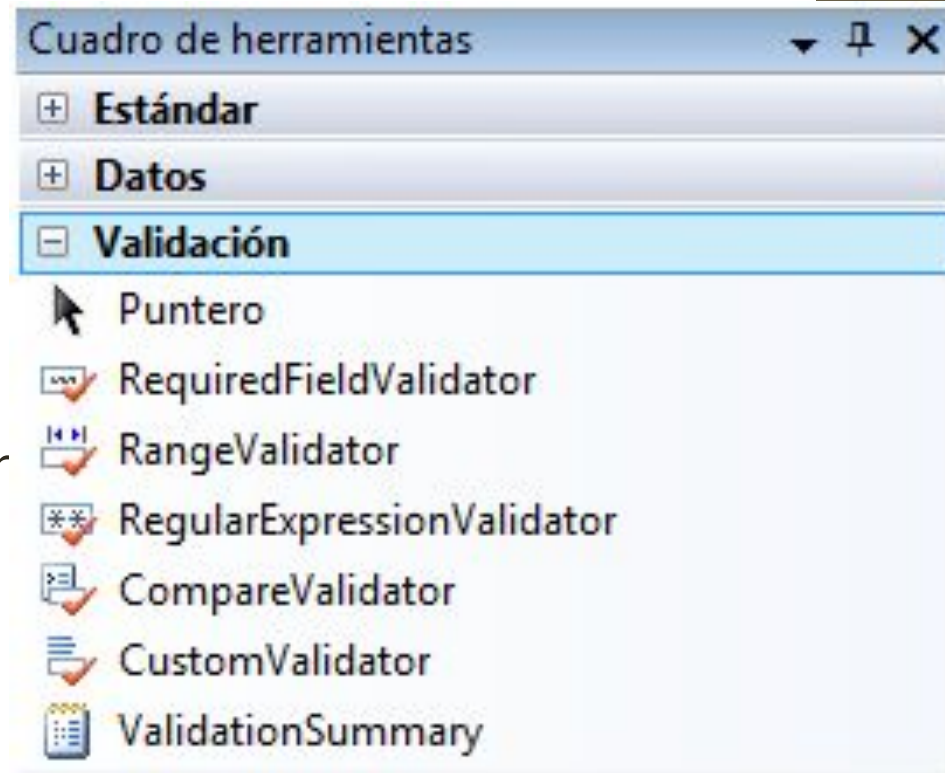 Cuadro de herramientas
Estándar
Datos
Validación
Puntero
RequiredFieldValidator
RangeValidator
RegularExpressionValidator
CompareValidator
CustomValidator
ValidationSummary